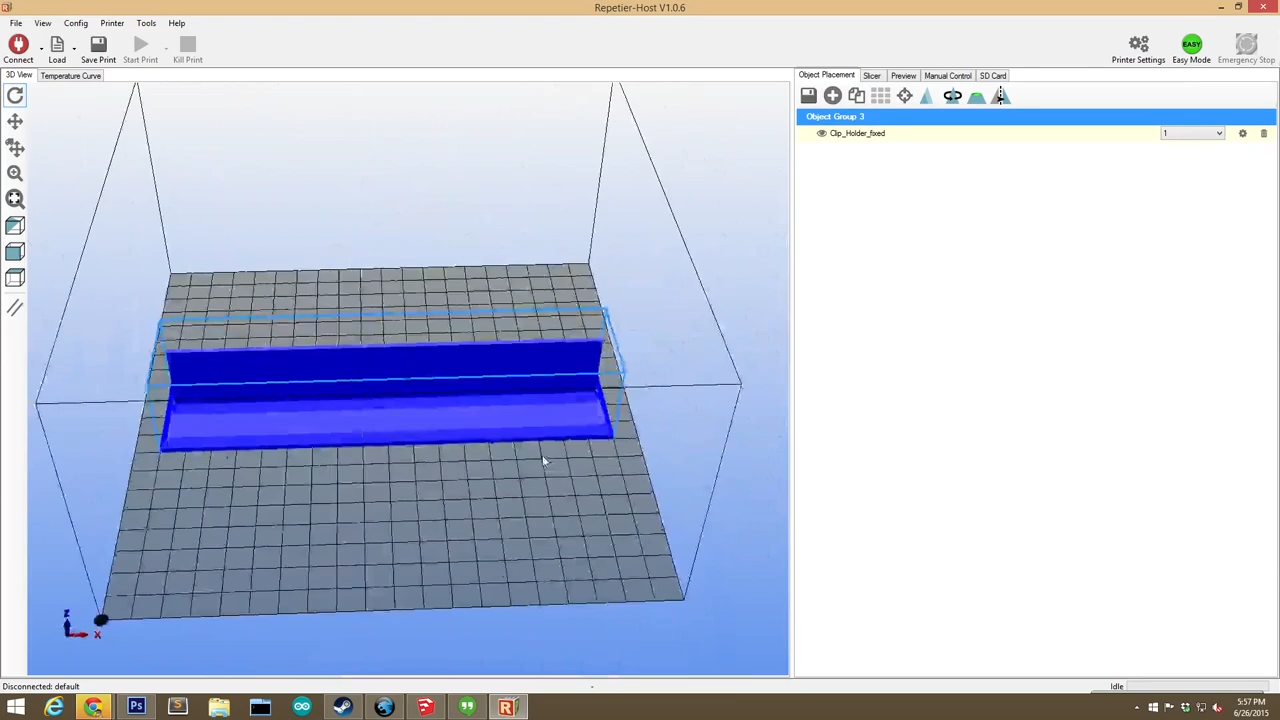 Repetier-Host V1.0.6
File View Config Printer Tools Help
Connect Load Save Print Start Print Kill Print Printer Settings Easy Mode Emergency Stop
EASY
3D View Temperature Curve
Object Placement Slicer Preview Manual Control SD Card
Object Group 3
Clip_Holder_fixed 1
Z
X
Disconnected: default - Idle
5:57 PM
6/26/2015